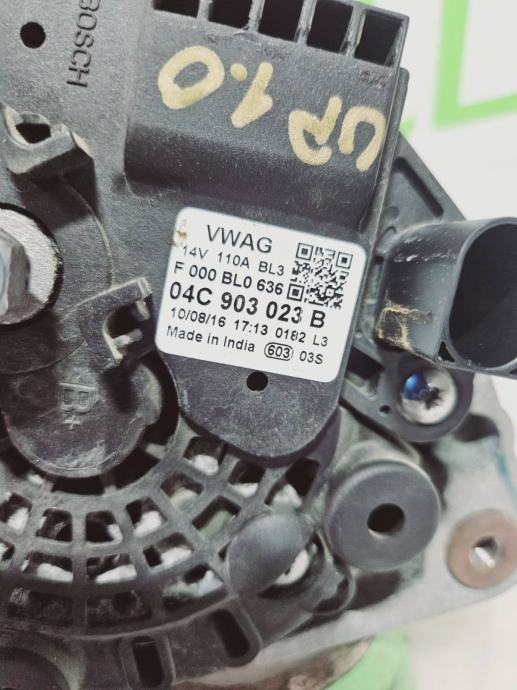 BOSCH
UP 1.0
VWAG
14V 110A BL3
F 000 BL0 636
04C 903 023 B
10/08/16 17:13 0182 L3
Made in India 603 03S
B+